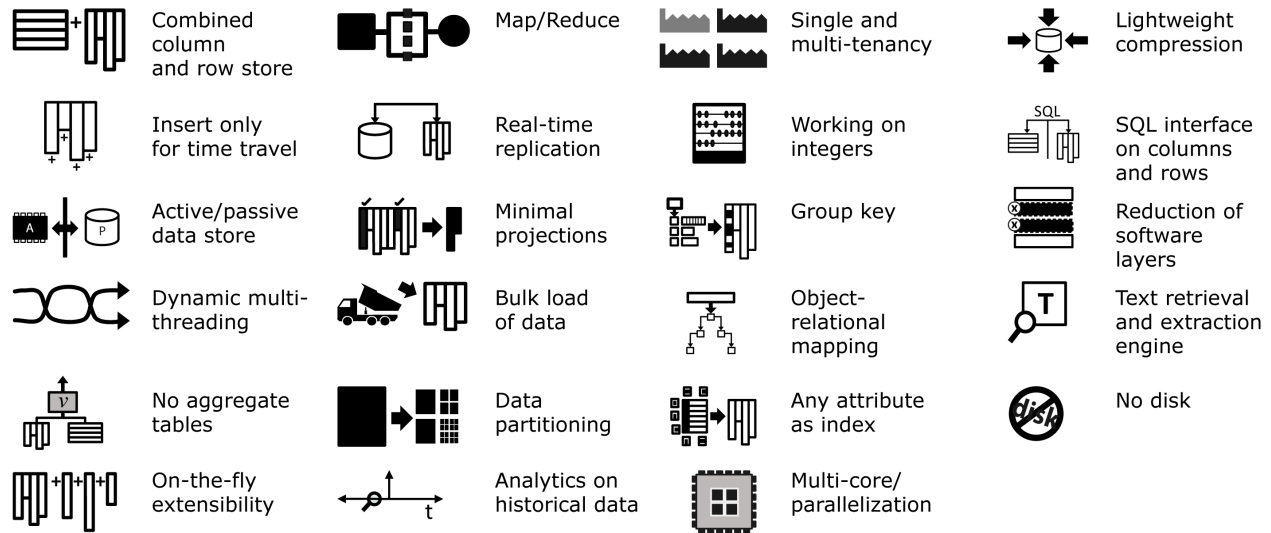 Combined
column
and row store
Map/Reduce
Single and
multi-tenancy
Lightweight
compression
Insert only
for time travel
Real-time
replication
Working on
integers
SQL
SQL interface
on columns
and rows
A
P
Active/passive
data store
Minimal
projections
Group key
X
X
Reduction of
software
layers
Dynamic multi-
threading
Bulk load
of data
Object-
relational
mapping
T
Text retrieval
and extraction
engine
v
No aggregate
tables
Data
partitioning
Any attribute
as index
disk
No disk
On-the-fly
extensibility
t
Analytics on
historical data
Multi-core/
parallelization